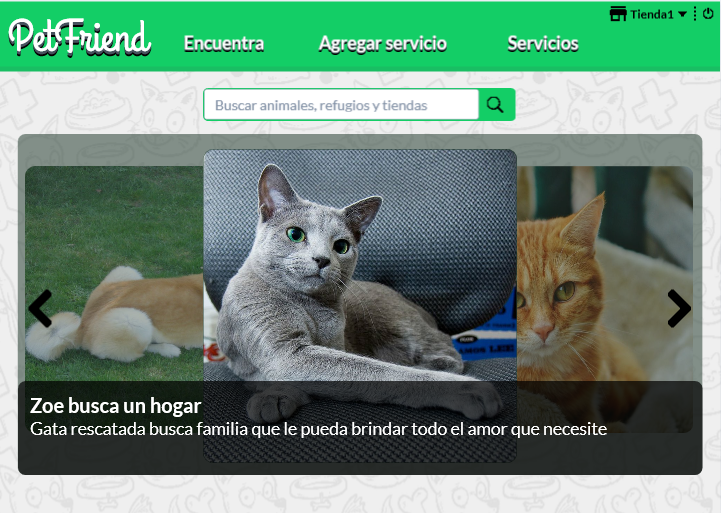 PetFriend
Tienda1
Encuentra
Agregar servicio
Servicios
Buscar animales, refugios y tiendas
Zoe busca un hogar
Gata rescatada busca familia que le pueda brindar todo el amor que necesite